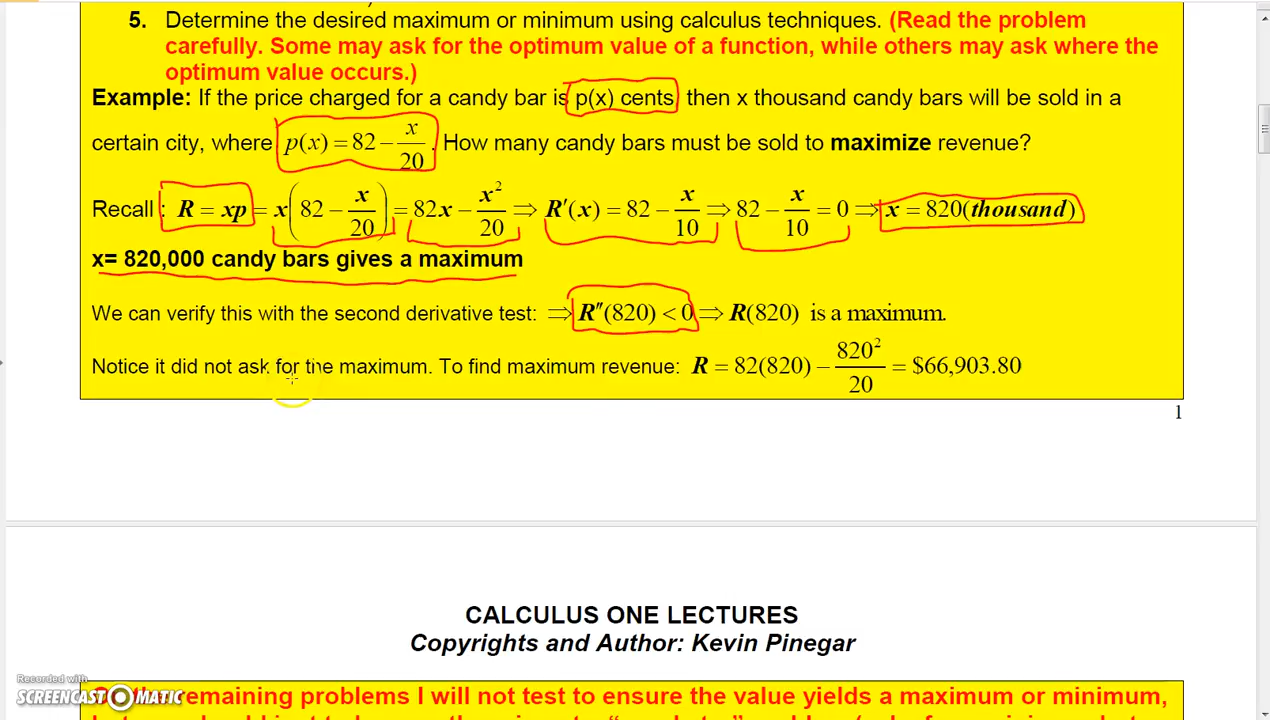 5. Determine the desired maximum or minimum using calculus techniques. (Read the problem
carefully. Some may ask for the optimum value of a function, while others may ask where the
optimum value occurs.)
Example: If the price charged for a candy bar is p(x) cents then x thousand candy bars will be sold in a
certain city, where p(x) = 82 − x/20. How many candy bars must be sold to maximize revenue?
Recall : R = xp = x(82 − x/20) = 82x − x²/20 ⇒ R′(x) = 82 − x/10 ⇒ 82 − x/10 = 0 ⇒ x = 820(thousand)
x= 820,000 candy bars gives a maximum
We can verify this with the second derivative test: ⇒ R″(820) < 0 ⇒ R(820) is a maximum.
Notice it did not ask for the maximum. To find maximum revenue: R = 82(820) − 820²/20 = $66,903.80
1
CALCULUS ONE LECTURES
Copyrights and Author: Kevin Pinegar
remaining problems I will not test to ensure the value yields a maximum or minimum,
Recorded with
SCREENCAST MATIC